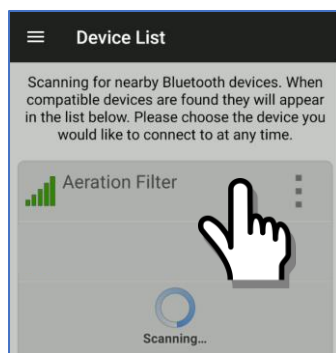 Device List
Scanning for nearby Bluetooth devices. When
compatible devices are found they will appear
in the list below. Please choose the device you
would like to connect to at any time.
Aeration Filter
Scanning...